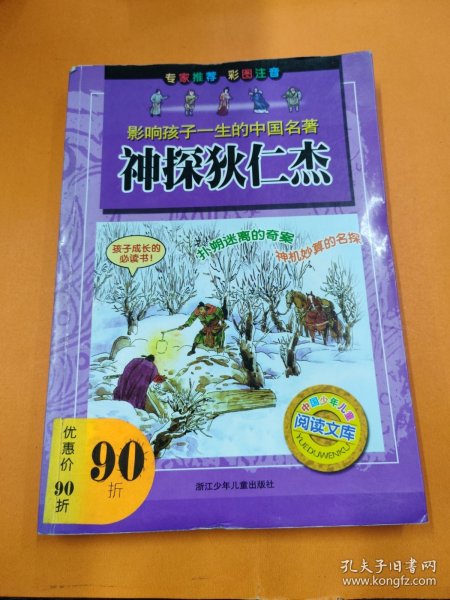 专家推荐 彩图注音
影响孩子一生的中国名著
神探狄仁杰
孩子成长的
必读书!
扑朔迷离的奇案
神机妙算的名探
中国少年儿童
阅读文库
YUEDUWENKU
优惠价
90折
90
折
浙江少年儿童出版社
孔夫子旧书网
www.kongfz.com